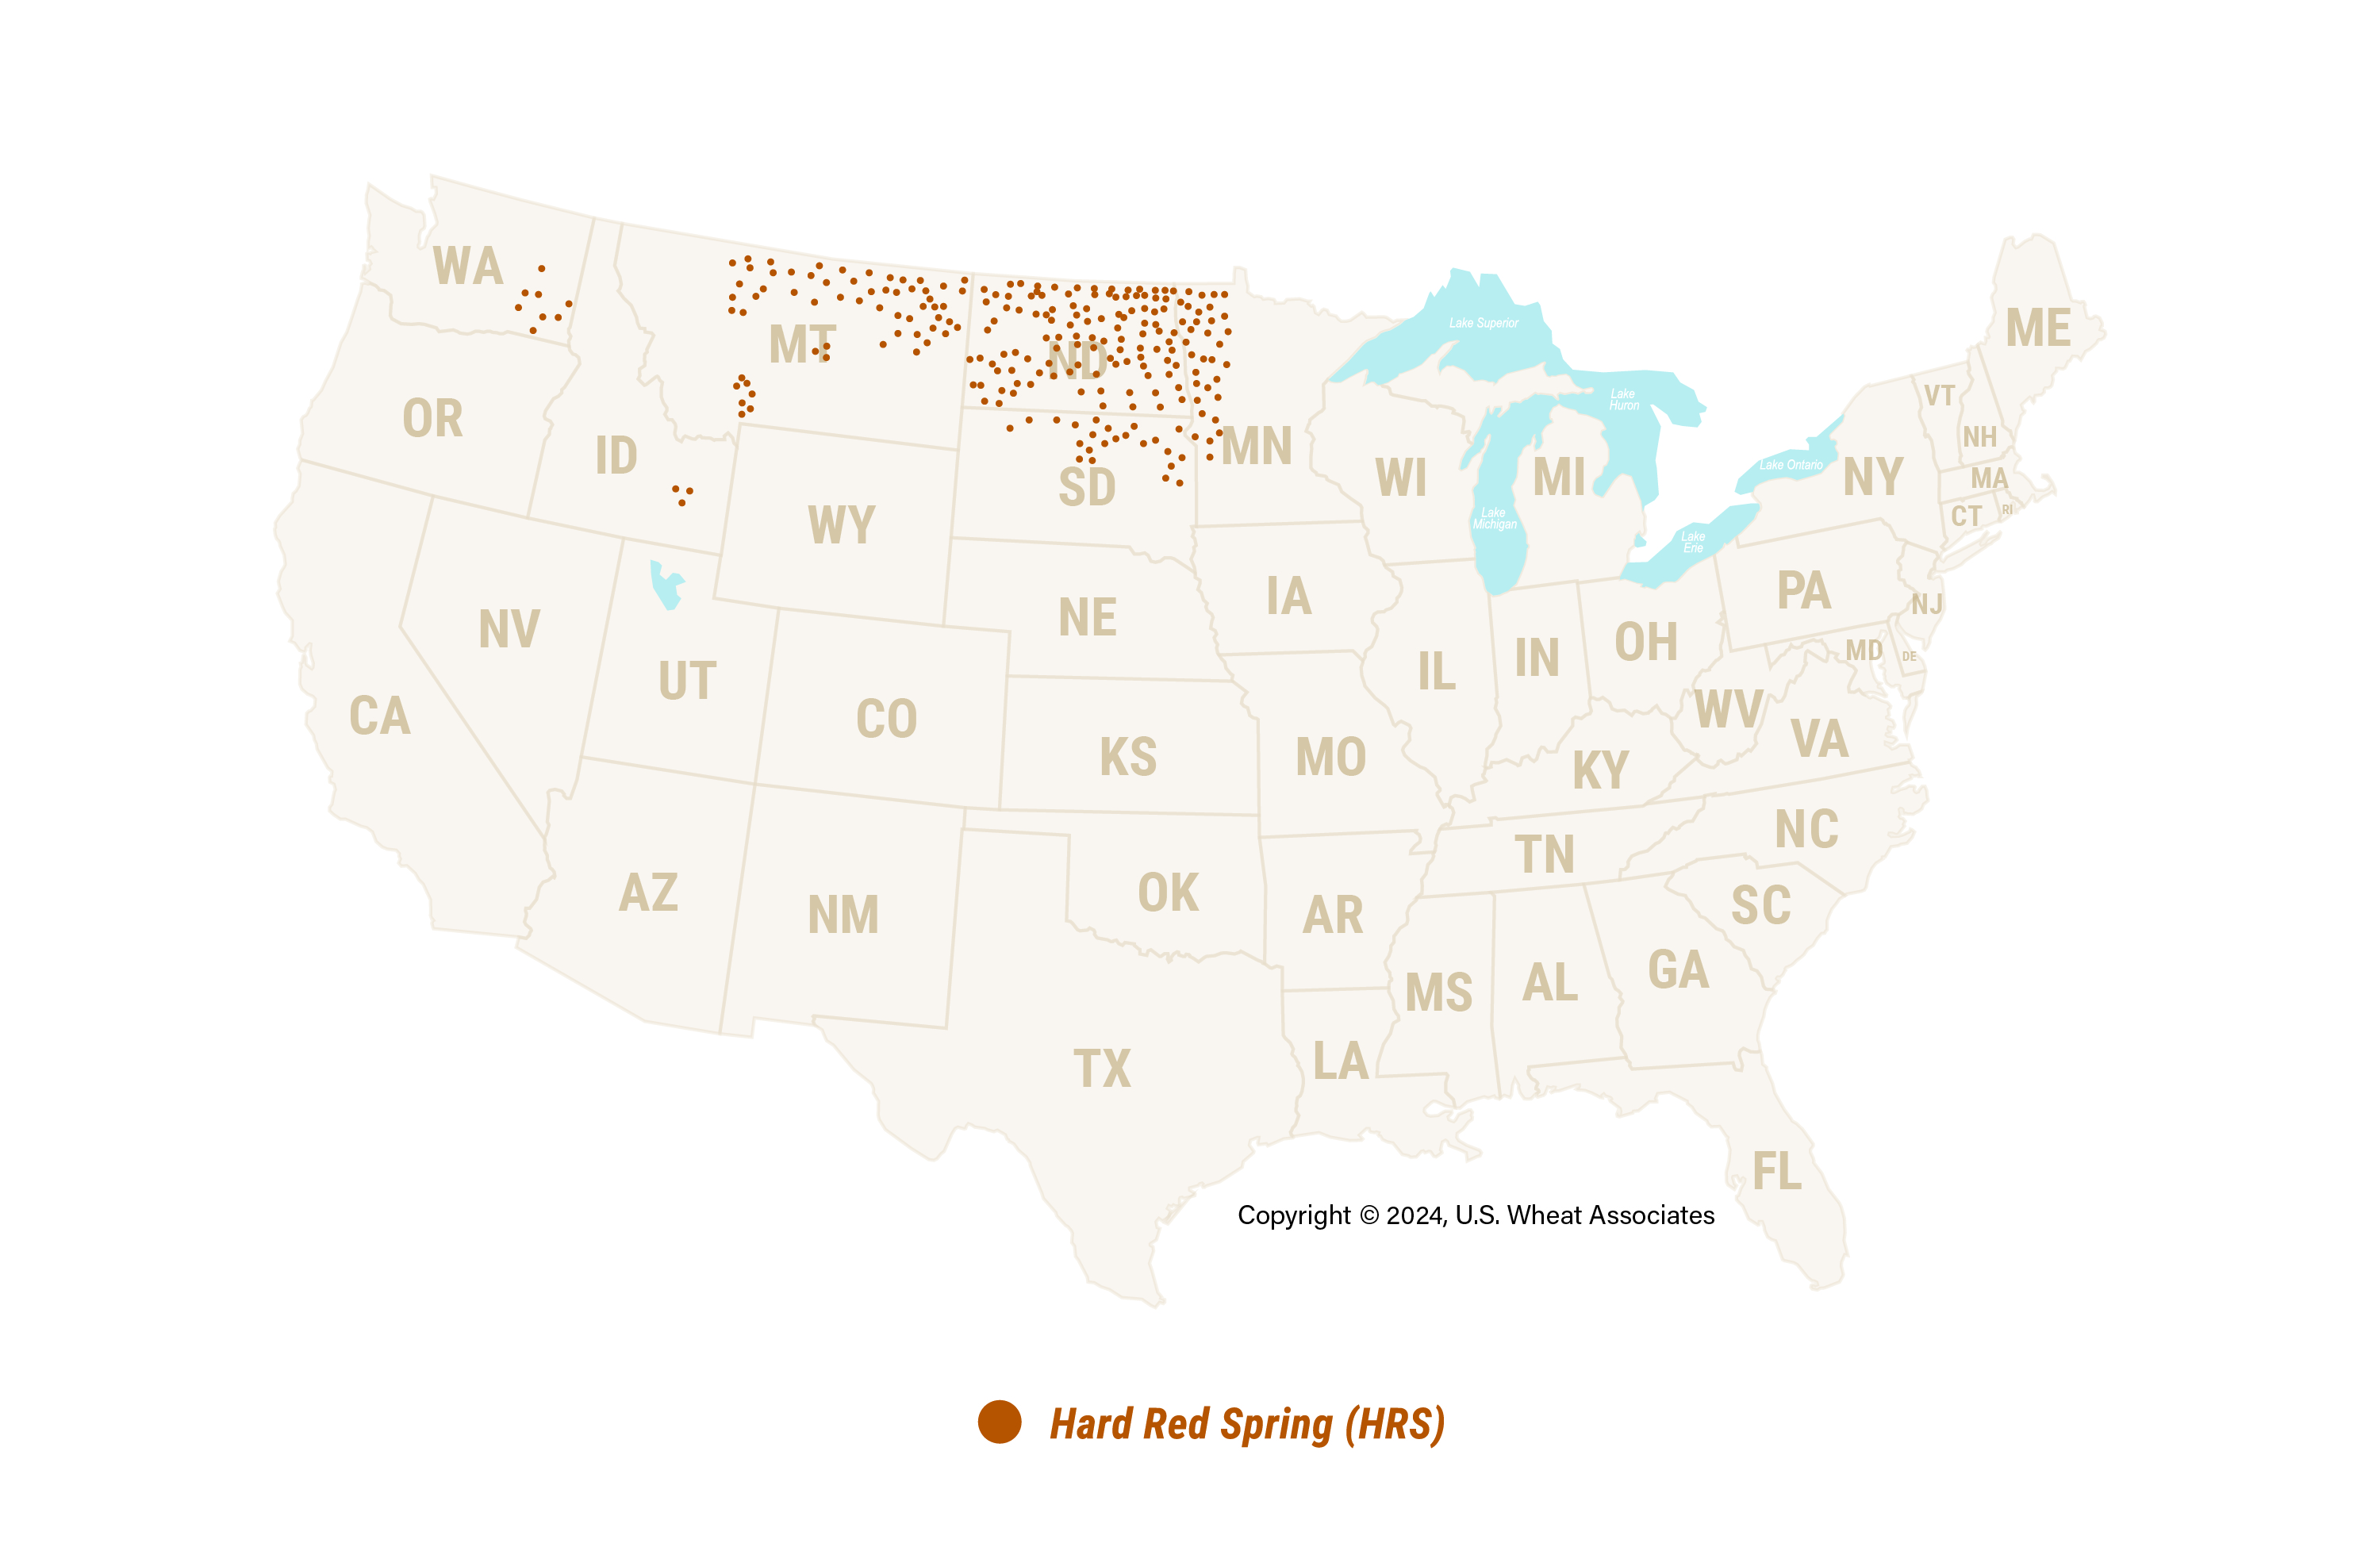 WA
MT
ND
ME
OR
ID
SD
MN
WI
MI
Lake Superior
Lake
Huron
Lake
Michigan
Lake Ontario
Lake
Erie
VT
NH
NY
MA
CT
RI
WY
NV
UT
NE
IA
PA
NJ
MD
DE
OH
IN
IL
CA
CO
KS
MO
WV
VA
KY
NC
TN
AZ
NM
OK
AR
SC
MS
AL
GA
TX
LA
FL
Copyright © 2024, U.S. Wheat Associates
Hard Red Spring (HRS)